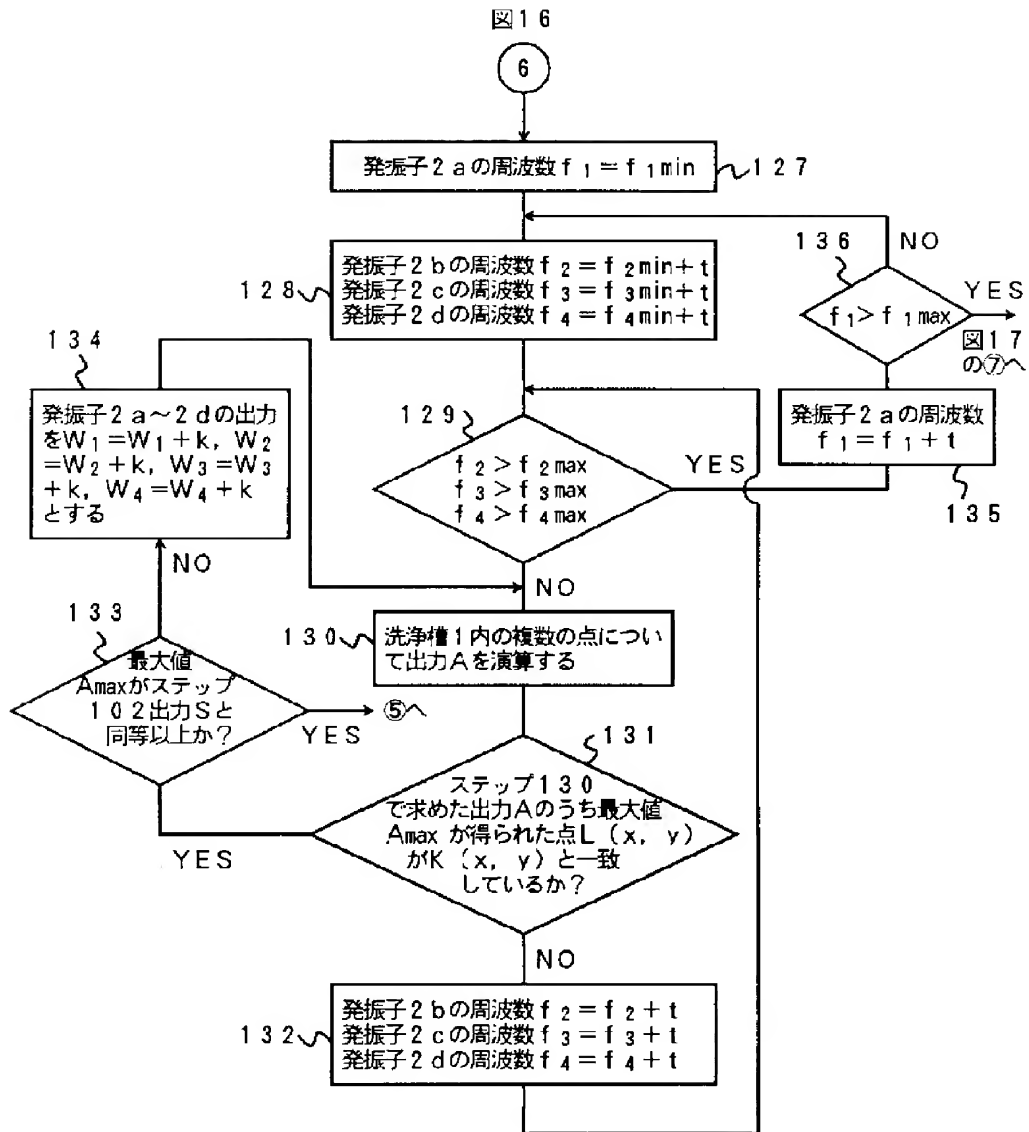 図16
6
発振子2aの周波数f1=f1min
127
136
NO
YES
f1>f1max
図17
の⑦へ
128
発振子2bの周波数f2=f2min+t
発振子2cの周波数f3=f3min+t
発振子2dの周波数f4=f4min+t
134
発振子2a~2dの出力
をW1=W1+k, W2
=W2+k, W3=W3
+k, W4=W4+k
とする
129
f2>f2max
f3>f3max
f4>f4max
YES
発振子2aの周波数
f1=f1+t
135
NO
NO
133
最大値
Amaxがステップ
102出力Sと
同等以上か?
YES
⑤へ
130
洗浄槽1内の複数の点につい
て出力Aを演算する
131
ステップ130
で求めた出力Aのうち最大値
Amaxが得られた点L(x, y)
がK(x, y)と一致
しているか?
YES
NO
132
発振子2bの周波数f2=f2+t
発振子2cの周波数f3=f3+t
発振子2dの周波数f4=f4+t